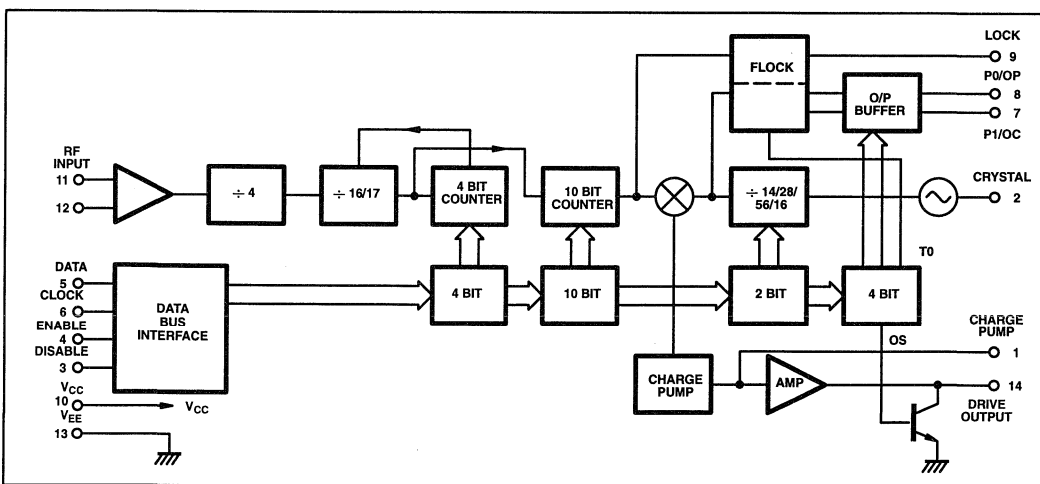 LOCK
9
FLOCK
P0/OP
8
O/P
BUFFER
7
P1/OC
RF
INPUT
11
12
÷ 4
÷ 16/17
4 BIT
COUNTER
10 BIT
COUNTER
÷ 14/28/
56/16
CRYSTAL
2
T0
DATA
5
CLOCK
6
ENABLE
4
DISABLE
3
DATA
BUS
INTERFACE
4 BIT
10 BIT
2 BIT
4 BIT
OS
CHARGE
PUMP
1
CHARGE
PUMP
AMP
14
DRIVE
OUTPUT
VCC
10
VCC
VEE
13